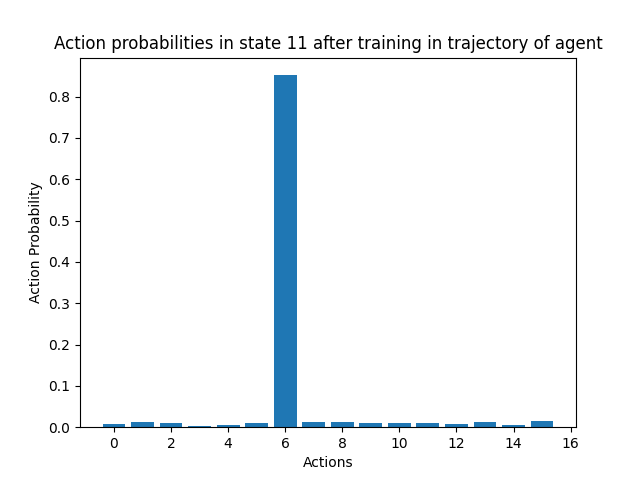 Action probabilities in state 11 after training in trajectory of agent
Action Probability
0.8
0.7
0.6
0.5
0.4
0.3
0.2
0.1
0.0
0 2 4 6 8 10 12 14 16
Actions